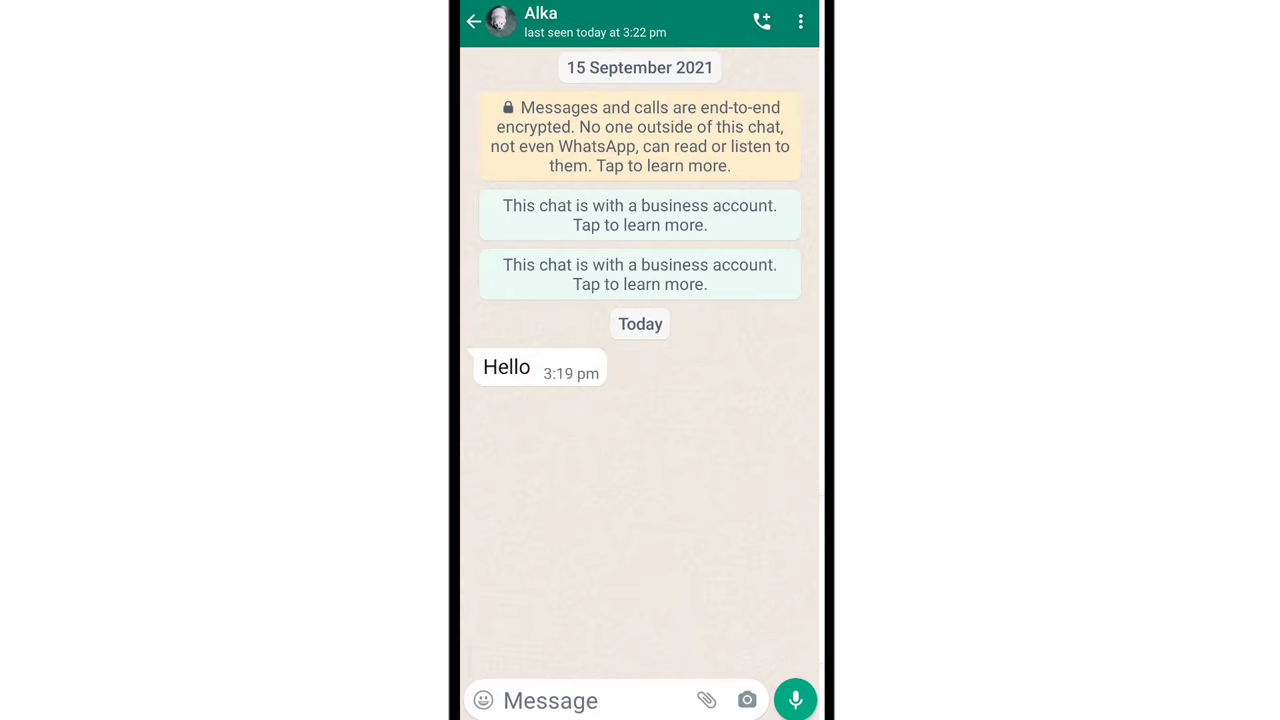 Alka
last seen today at 3:22 pm
15 September 2021
Messages and calls are end-to-end
encrypted. No one outside of this chat,
not even WhatsApp, can read or listen to
them. Tap to learn more.
This chat is with a business account.
Tap to learn more.
This chat is with a business account.
Tap to learn more.
Today
Hello 3:19 pm
Message